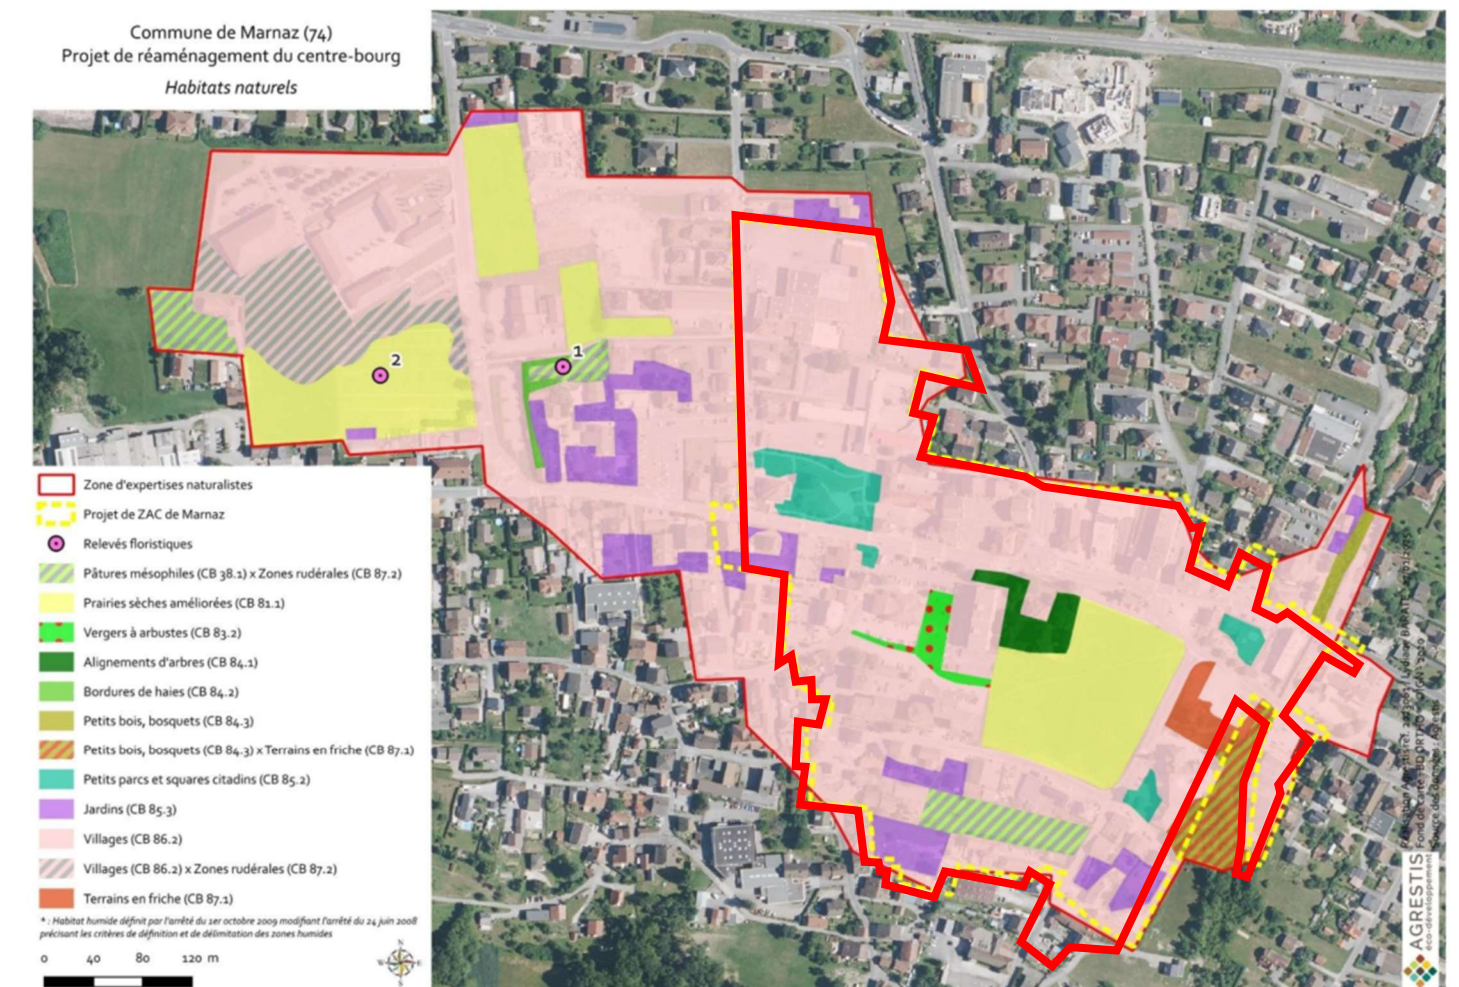 Commune de Marnaz (74)
Projet de réaménagement du centre-bourg
Habitats naturels
1
2
Zone d'expertises naturalistes
Projet de ZAC de Marnaz
Relevés floristiques
Pâtures mésophiles (CB 38.1) x Zones rudérales (CB 87.2)
Prairies sèches améliorées (CB 81.1)
Vergers à arbustes (CB 83.2)
Alignements d'arbres (CB 84.1)
Bordures de haies (CB 84.2)
Petits bois, bosquets (CB 84.3)
Petits bois, bosquets (CB 84.3) x Terrains en friche (CB 87.1)
Petits parcs et squares citadins (CB 85.2)
Jardins (CB 85.3)
Villages (CB 86.2)
Villages (CB 86.2) x Zones rudérales (CB 87.2)
Terrains en friche (CB 87.1)
* : Habitat humide définit par l'arrêté du 1er octobre 2009 modifiant l'arrêté du 24 juin 2008
précisant les critères de définition et de délimitation des zones humides
N
W E
S
0 40 80 120 m
AGRESTIS
éco-développement